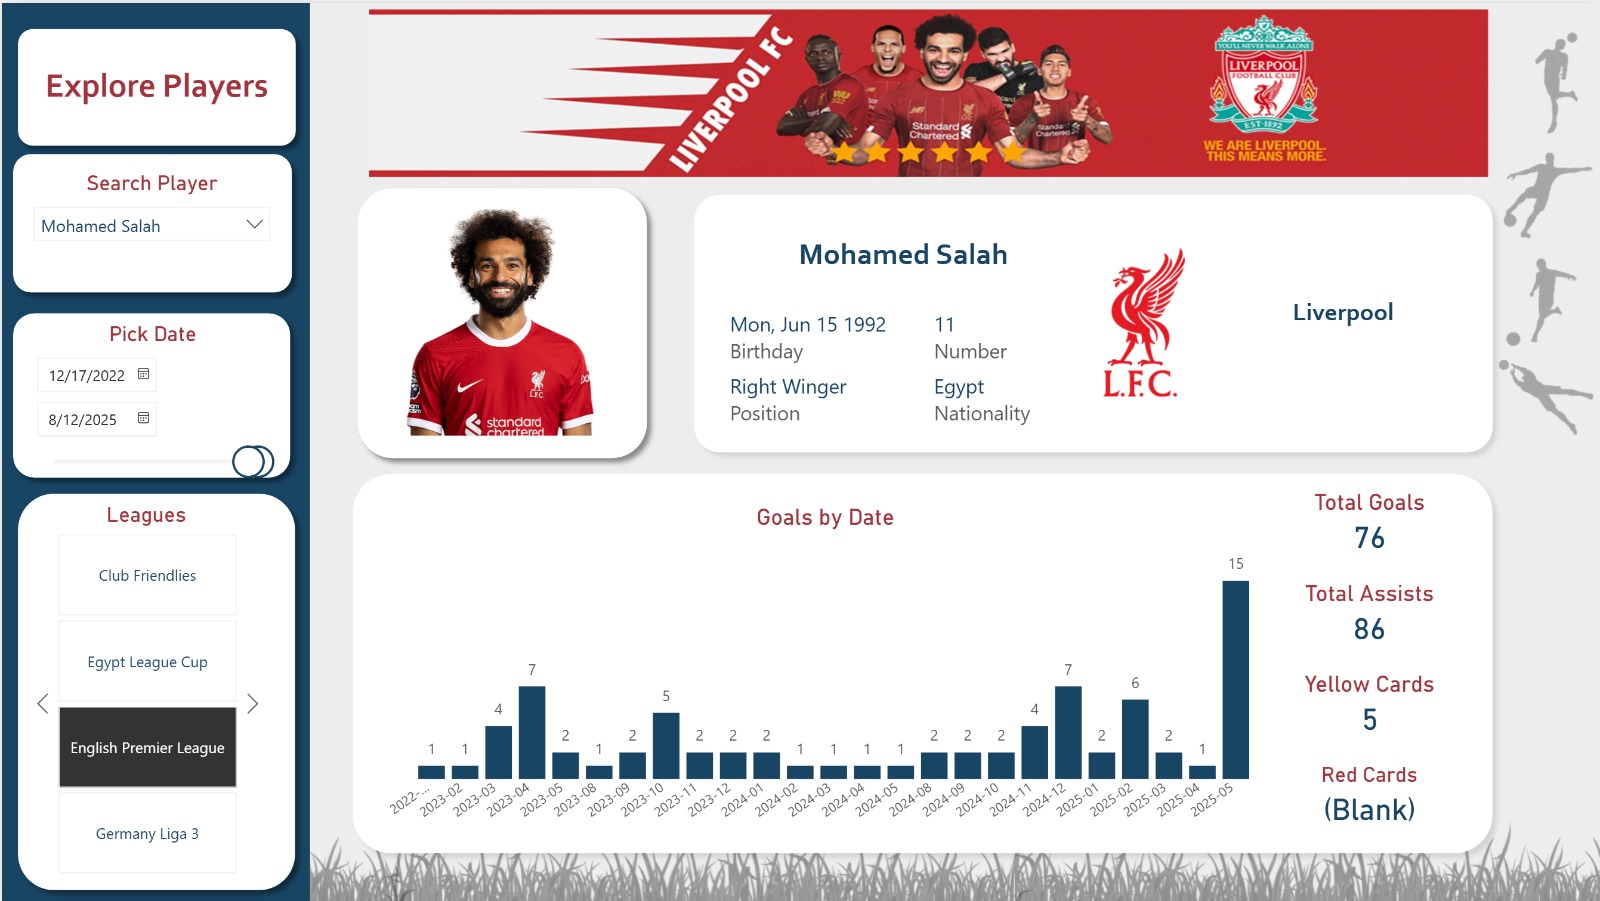 Explore Players
Search Player
Mohamed Salah
Pick Date
12/17/2022
8/12/2025
Leagues
Club Friendlies
Egypt League Cup
English Premier League
Germany Liga 3
LIVERPOOL FC
Standard
Chartered
YOU'LL NEVER WALK ALONE
LIVERPOOL
FOOTBALL CLUB
EST·1892
WE ARE LIVERPOOL.
THIS MEANS MORE.
L.F.C.
standard
chartered
Mohamed Salah
Mon, Jun 15 1992
Birthday
11
Number
Right Winger
Position
Egypt
Nationality
L.F.C.
Liverpool
Goals by Date
1 1 4 7 2 1 2 5 2 2 2 1 1 1 1 2 2 2 4 7 2 6 2 1 15
2022-... 2023-02 2023-03 2023-04 2023-05 2023-08 2023-09 2023-10 2023-11 2023-12 2024-01 2024-02 2024-03 2024-04 2024-05 2024-08 2024-09 2024-10 2024-11 2024-12 2025-01 2025-02 2025-03 2025-04 2025-05
Total Goals
76
Total Assists
86
Yellow Cards
5
Red Cards
(Blank)